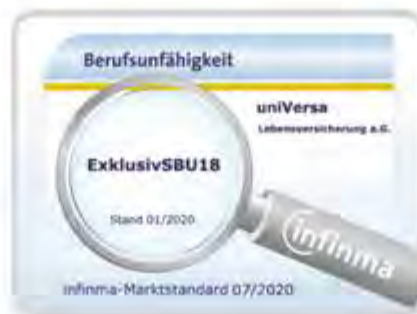 Berufsunfähigkeit
uniVersa
Lebensversicherung a.G.
ExklusivSBU18
Stand 01/2020
infinma
infinma-Marktstandard 07/2020